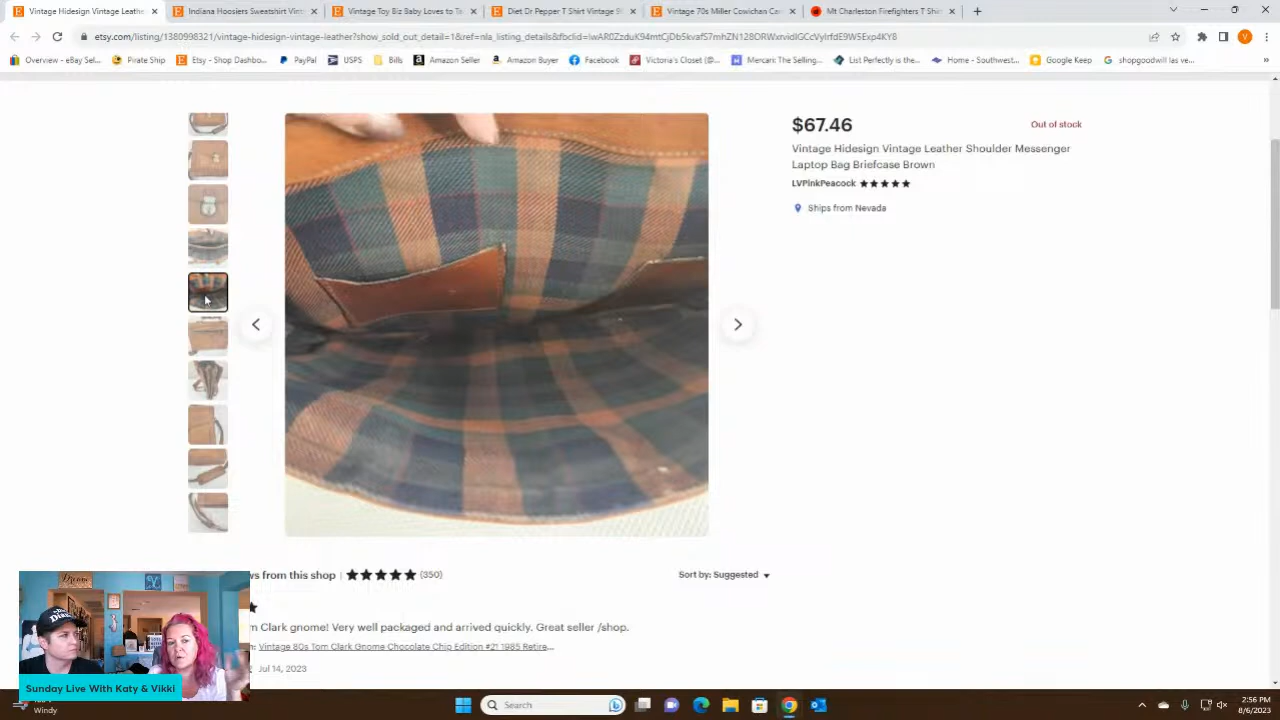 Vintage Hidesign Vintage Leathe
Indiana Hoosiers Sweatshirt Vint
Vintage Toy Biz Baby Loves to Ta
Diet Dr Pepper T Shirt Vintage 9
Vintage 70s Miller Cowichan Ca
Mt Charleston Firefighters T Shi
etsy.com/listing/1380998321/vintage-hidesign-vintage-leather?show_sold_out_detail=1&ref=nla_listing_details&fbclid=
Overview - eBay Sel...
Pirate Ship
Etsy - Shop Dashbo...
PayPal
USPS
Bills
Amazon Seller
Amazon Buyer
Facebook
Victoria's Closet (@...
Mercari: The Selling...
List Perfectly is the...
Home - Southwest...
Google Keep
shopgoodwill las ve...
$67.46
Out of stock
Vintage Hidesign Vintage Leather Shoulder Messenger
Laptop Bag Briefcase Brown
LVPinkPeacock ★★★★★
Ships from Nevada
ws from this shop | ★★★★★ (350)
Sort by: Suggested
m Clark gnome! Very well packaged and arrived quickly. Great seller /shop.
Vintage 80s Tom Clark Gnome Chocolate Chip Edition #21 1985 Retire...
Jul 14, 2023
Dream
Sunday Live With Katy & Vikki
Windy
Search
2:56 PM
8/6/2023